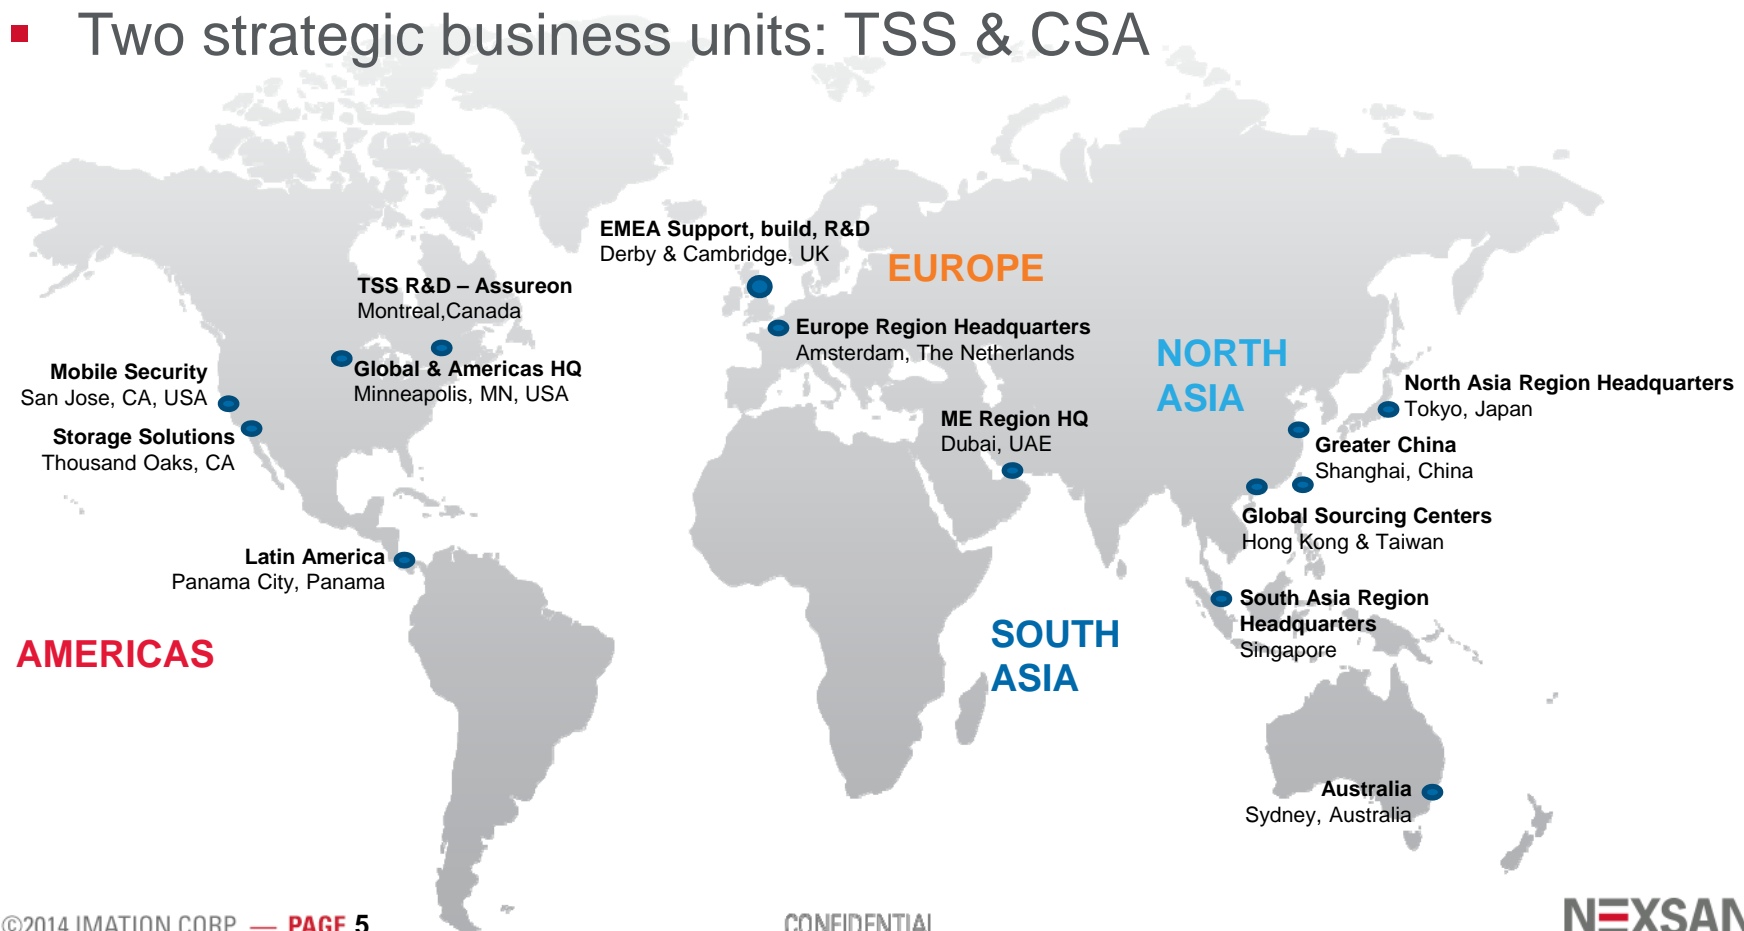 ▪ Two strategic business units: TSS & CSA
EMEA Support, build, R&D
Derby & Cambridge, UK
EUROPE
TSS R&D – Assureon
Montreal,Canada
Europe Region Headquarters
Amsterdam, The Netherlands
NORTH
ASIA
Global & Americas HQ
Minneapolis, MN, USA
Mobile Security
San Jose, CA, USA
North Asia Region Headquarters
Tokyo, Japan
ME Region HQ
Dubai, UAE
Storage Solutions
Thousand Oaks, CA
Greater China
Shanghai, China
Global Sourcing Centers
Hong Kong & Taiwan
Latin America
Panama City, Panama
South Asia Region
Headquarters
Singapore
AMERICAS
SOUTH
ASIA
Australia
Sydney, Australia
©2014 IMATION CORP — PAGE 5
CONFIDENTIAL
NEXSAN